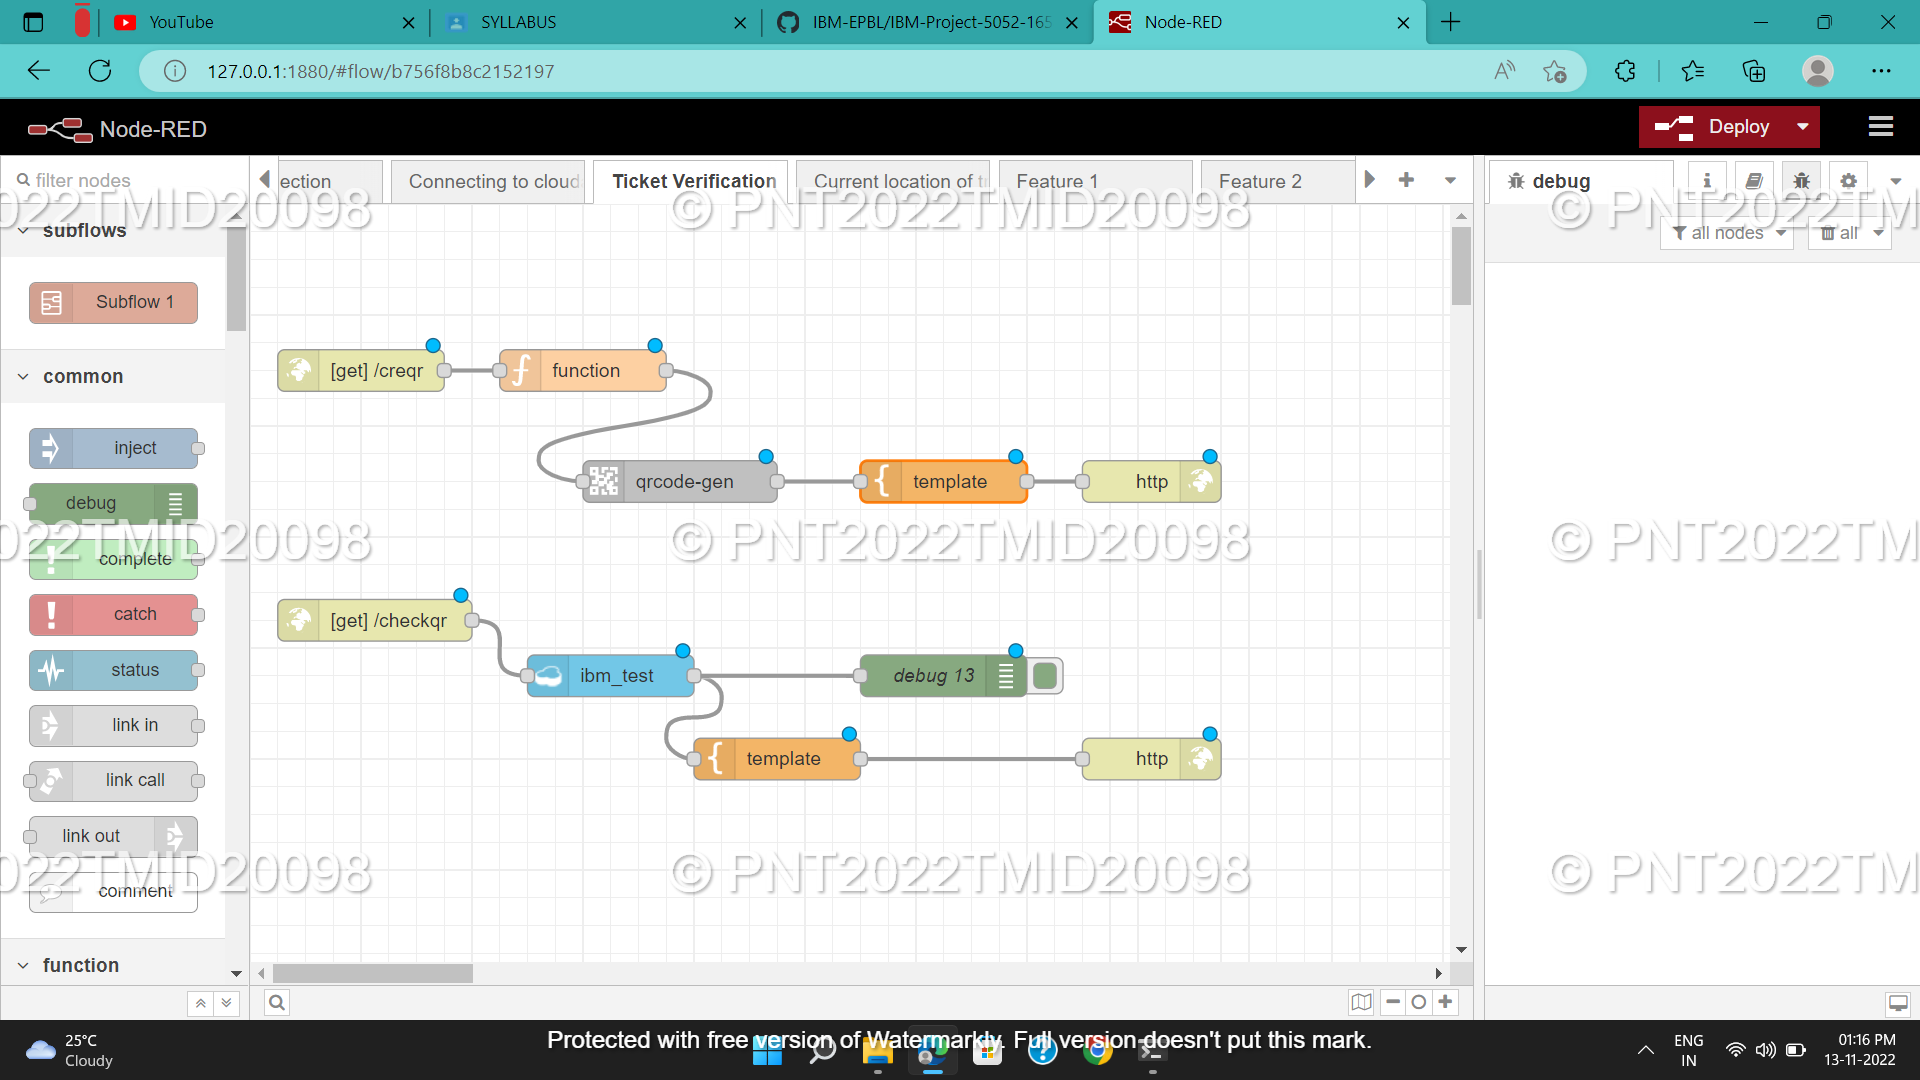 YouTube
SYLLABUS
IBM-EPBL/IBM-Project-5052-165
Node-RED
127.0.0.1:1880/#flow/b756f8b8c2152197
Node-RED
Deploy
filter nodes
ection
Connecting to cloud
Ticket Verification
Current location of t
Feature 1
Feature 2
debug
022TMID20098
© PNT2022TMID20098
© PNT2022TM
subflows
all nodes
all
Subflow 1
common
[get] /creqr
function
inject
qrcode-gen
template
http
debug
022TMID20098
© PNT2022TMID20098
© PNT2022TM
complete
catch
[get] /checkqr
status
ibm_test
debug 13
link in
template
http
link call
link out
022TMID20098
© PNT2022TMID20098
© PNT2022TM
comment
function
25°C
Cloudy
Protected with free version of Watermarkly. Full version doesn't put this mark.
ENG
IN
01:16 PM
13-11-2022